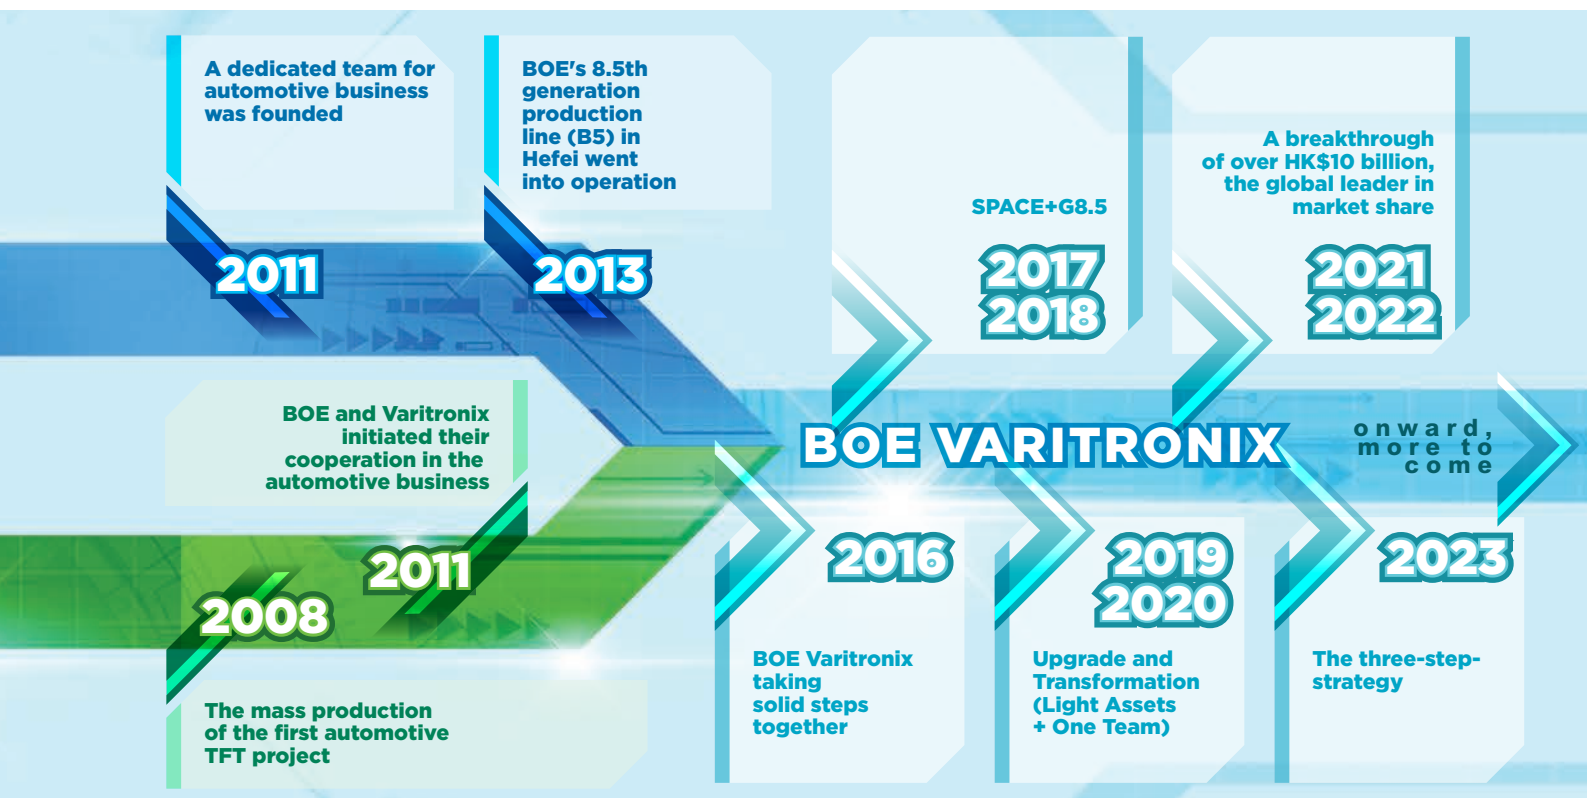 A dedicated team for
automotive business
was founded
2011
BOE's 8.5th
generation
production
line (B5) in
Hefei went
into operation
2013
BOE and Varitronix
initiated their
cooperation in the
automotive business
2011
2008
The mass production
of the first automotive
TFT project
SPACE+G8.5
2017
2018
A breakthrough
of over HK$10 billion,
the global leader in
market share
2021
2022
BOE VARITRONIX
onward,
more to
come
2016
BOE Varitronix
taking
solid steps
together
2019
2020
Upgrade and
Transformation
(Light Assets
+ One Team)
2023
The three-step-
strategy